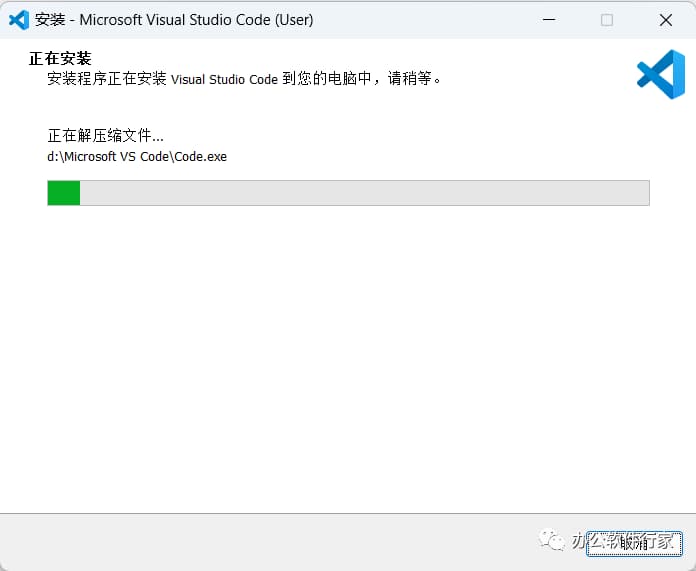 安装 - Microsoft Visual Studio Code (User)
正在安装
安装程序正在安装 Visual Studio Code 到您的电脑中，请稍等。
正在解压缩文件...
d:\Microsoft VS Code\Code.exe
办公软件行家
取消